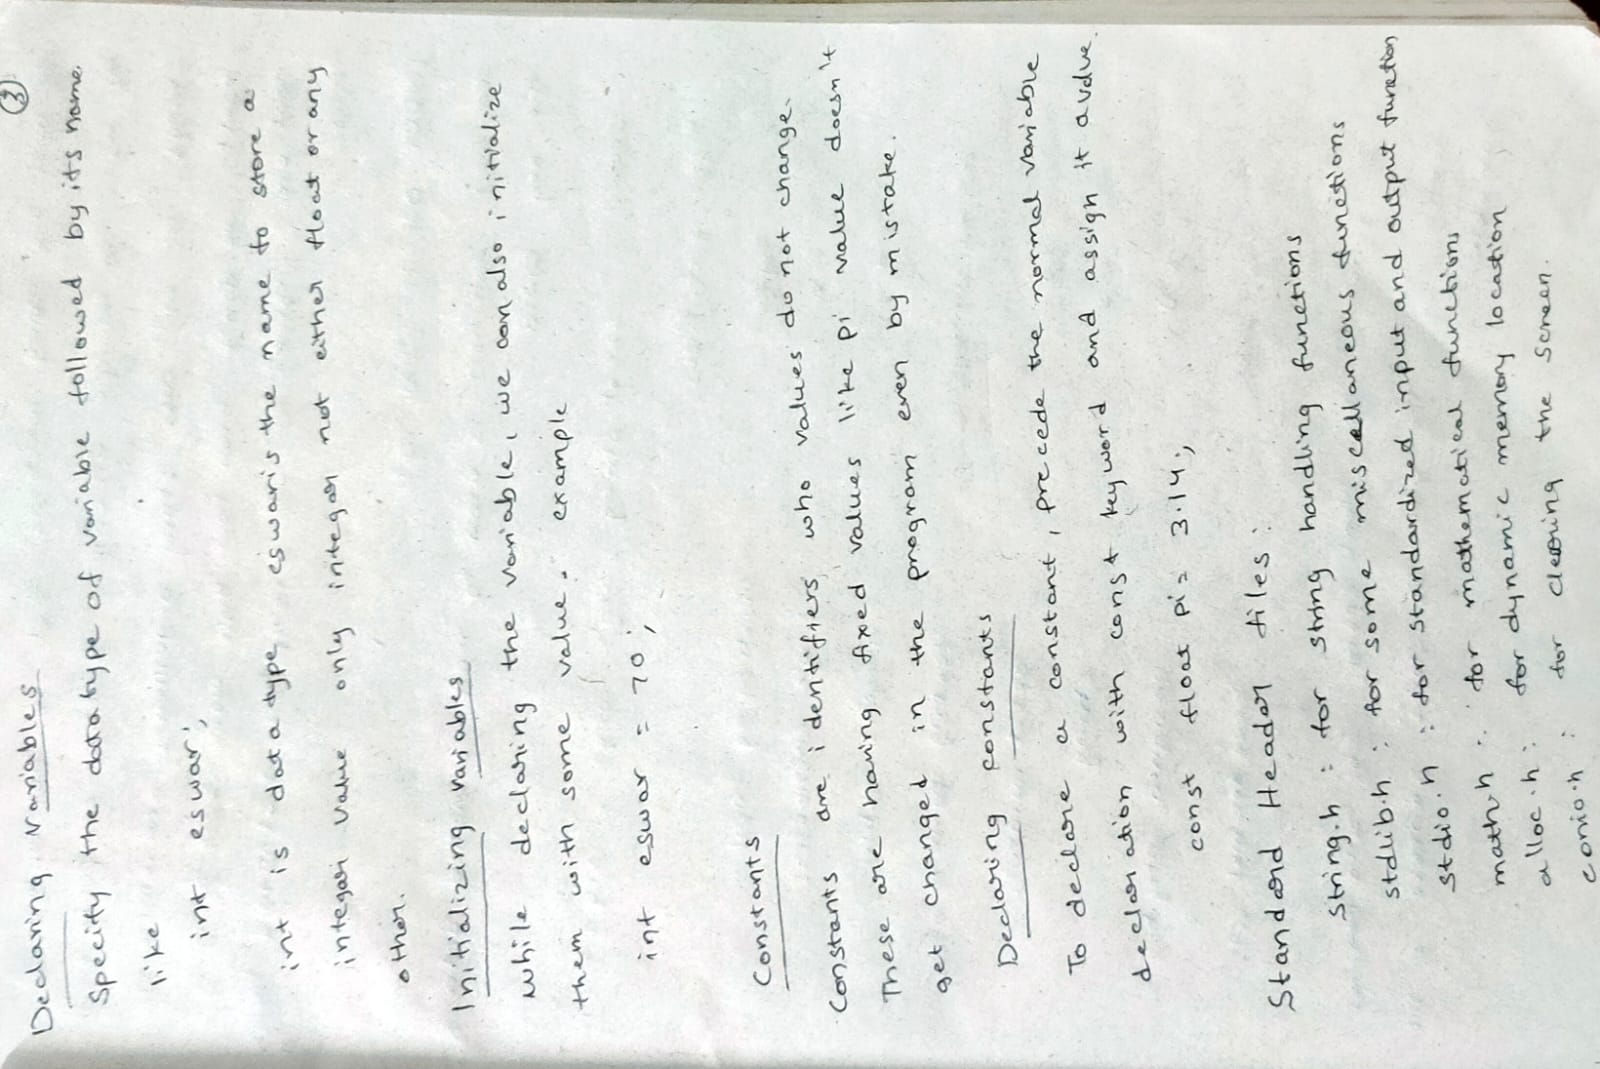 3
Declaring variables
Specify the data type of variable followed by its name.
like
int eswar;
int is data type, eswar is the name to store a
integar value only integar not either float or any
other.
Initializing variables
while declaring the variable, we can also initialize
them with some value. example
int eswar = 70;
Constants
Constants are identifiers who values do not change.
These are having fixed values like pi value doesn't
get changed in the program even by mistake.
Declaring constants
To declare a constant, precede the normal variable
declaration with const keyword and assign it a value.
const float pi = 3.14;
Standard Header files:
String.h : for string handling functions
stdlib.h : for some miscellaneous functions
stdio.h : for standardized input and output function
math.h : for mathematical functions
alloc.h : for dynamic memory location
conio.h : for clearing the screen.